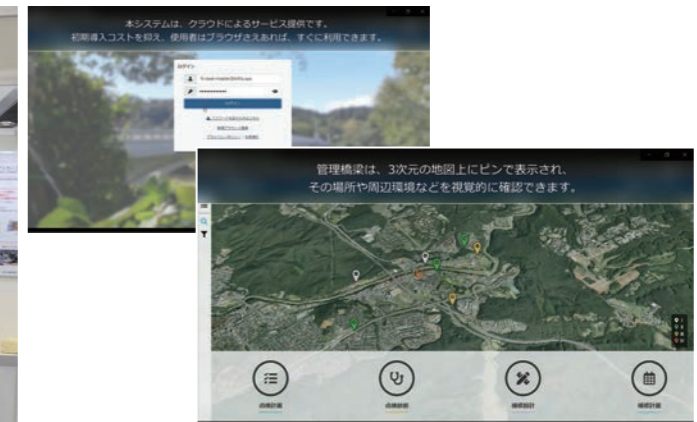 本システムは、クラウドによるサービス提供です。
初期導入コストを抑え、使用者はブラウザさえあれば、すぐに利用できます。
ログイン
ログイン
管理橋梁は、3次元の地図上にピンで表示され、
その場所や周辺環境などを視覚的に確認できます。
点検計画
点検診断
補修設計
補修計画